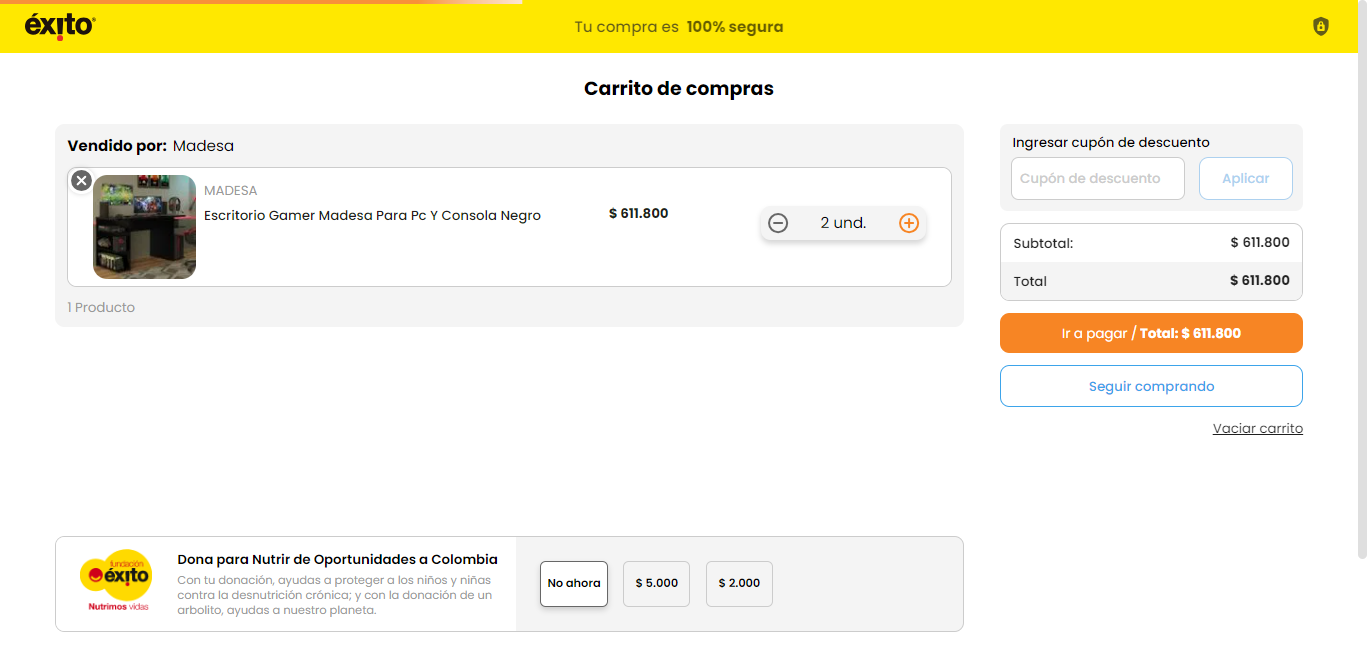 éxito
Tu compra es 100% segura
Carrito de compras
Vendido por: Madesa
MADESA
Escritorio Gamer Madesa Para Pc Y Consola Negro
$ 611.800
2 und.
1 Producto
Ingresar cupón de descuento
Cupón de descuento
Aplicar
Subtotal: $ 611.800
Total $ 611.800
Ir a pagar / Total: $ 611.800
Seguir comprando
Vaciar carrito
fundación
éxito
Nutrimos vidas
Dona para Nutrir de Oportunidades a Colombia
Con tu donación, ayudas a proteger a los niños y niñas
contra la desnutrición crónica; y con la donación de un
arbolito, ayudas a nuestro planeta.
No ahora
$ 5.000
$ 2.000